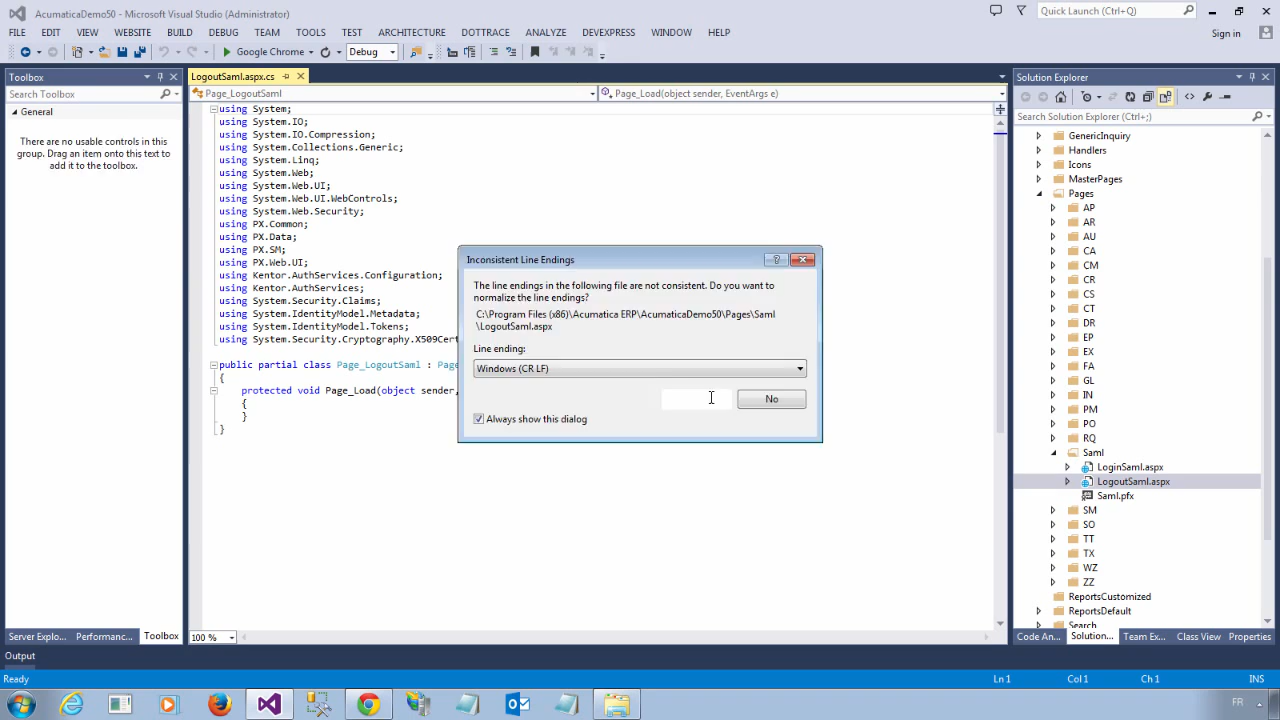 AcumaticaDemo50 - Microsoft Visual Studio (Administrator)
Quick Launch (Ctrl+Q)
FILE EDIT VIEW WEBSITE BUILD DEBUG TEAM TOOLS TEST ARCHITECTURE DOTTRACE ANALYZE DEVEXPRESS WINDOW HELP
Sign in
Google Chrome Debug
Toolbox
Search Toolbox
General
There are no usable controls in this
group. Drag an item onto this text to
add it to the toolbox.
Server Explo... Performanc... Toolbox
LogoutSaml.aspx.cs
Page_LogoutSaml
Page_Load(object sender, EventArgs e)
using System;
using System.IO;
using System.IO.Compression;
using System.Collections.Generic;
using System.Linq;
using System.Web;
using System.Web.UI;
using System.Web.UI.WebControls;
using System.Web.Security;
using PX.Common;
using PX.Data;
using PX.SM;
using PX.Web.UI;
using Kentor.AuthServices.Configuration;
using Kentor.AuthServices;
using System.Security.Claims;
using System.IdentityModel.Metadata;
using System.IdentityModel.Tokens;
using System.Security.Cryptography.X509Cert
public partial class Page_LogoutSaml : Page
{
protected void Page_Load(object sender,
{
}
}
100 %
Inconsistent Line Endings
The line endings in the following file are not consistent. Do you want to
normalize the line endings?
C:\Program Files (x86)\Acumatica ERP\AcumaticaDemo50\Pages\Saml
\LogoutSaml.aspx
Line ending:
Windows (CR LF)
No
Always show this dialog
Solution Explorer
Search Solution Explorer (Ctrl+;)
GenericInquiry
Handlers
Icons
MasterPages
Pages
AP
AR
AU
CA
CM
CR
CS
CT
DR
EP
EX
FA
GL
IN
PM
PO
RQ
Saml
LoginSaml.aspx
LogoutSaml.aspx
Saml.pfx
SM
SO
TT
TX
WZ
ZZ
ReportsCustomized
ReportsDefault
Search
Code An... Solution... Team Ex... Class View Properties
Output
Ready
Ln 1 Col 1 Ch 1 INS
FR